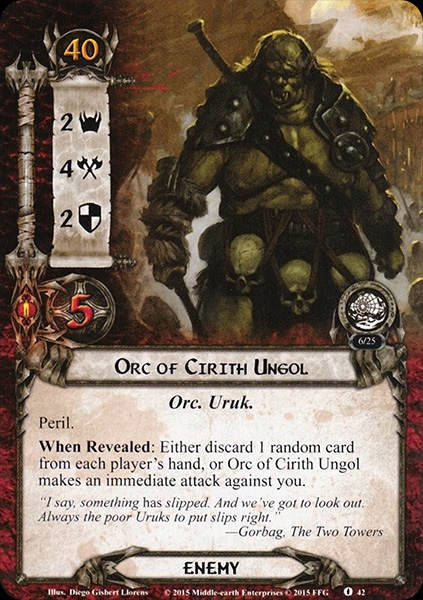 40
2
4
2
5
6/25
Orc of Cirith Ungol
Orc. Uruk.
Peril.
When Revealed: Either discard 1 random card
from each player's hand, or Orc of Cirith Ungol
makes an immediate attack against you.
“I say, something has slipped. And we've got to look out.
Always the poor Uruks to put slips right.”
—Gorbag, The Two Towers
ENEMY
Illus. Diego Gisbert Llorens © 2015 Middle-earth Enterprises © 2015 FFG 42